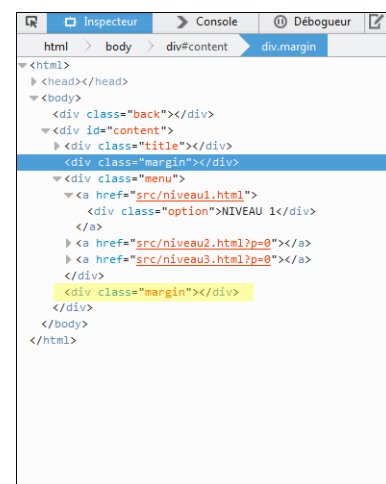 Inspecteur Console Débogueur
html body div#content div.margin
<html>
<head></head>
<body>
<div class="back"></div>
<div id="content">
<div class="title"></div>
<div class="margin"></div>
<div class="menu">
<a href="src/niveau1.html">
<div class="option">NIVEAU 1</div>
</a>
<a href="src/niveau2.html?p=0"></a>
<a href="src/niveau3.html?p=0"></a>
</div>
<div class="margin"></div>
</div>
</body>
</html>